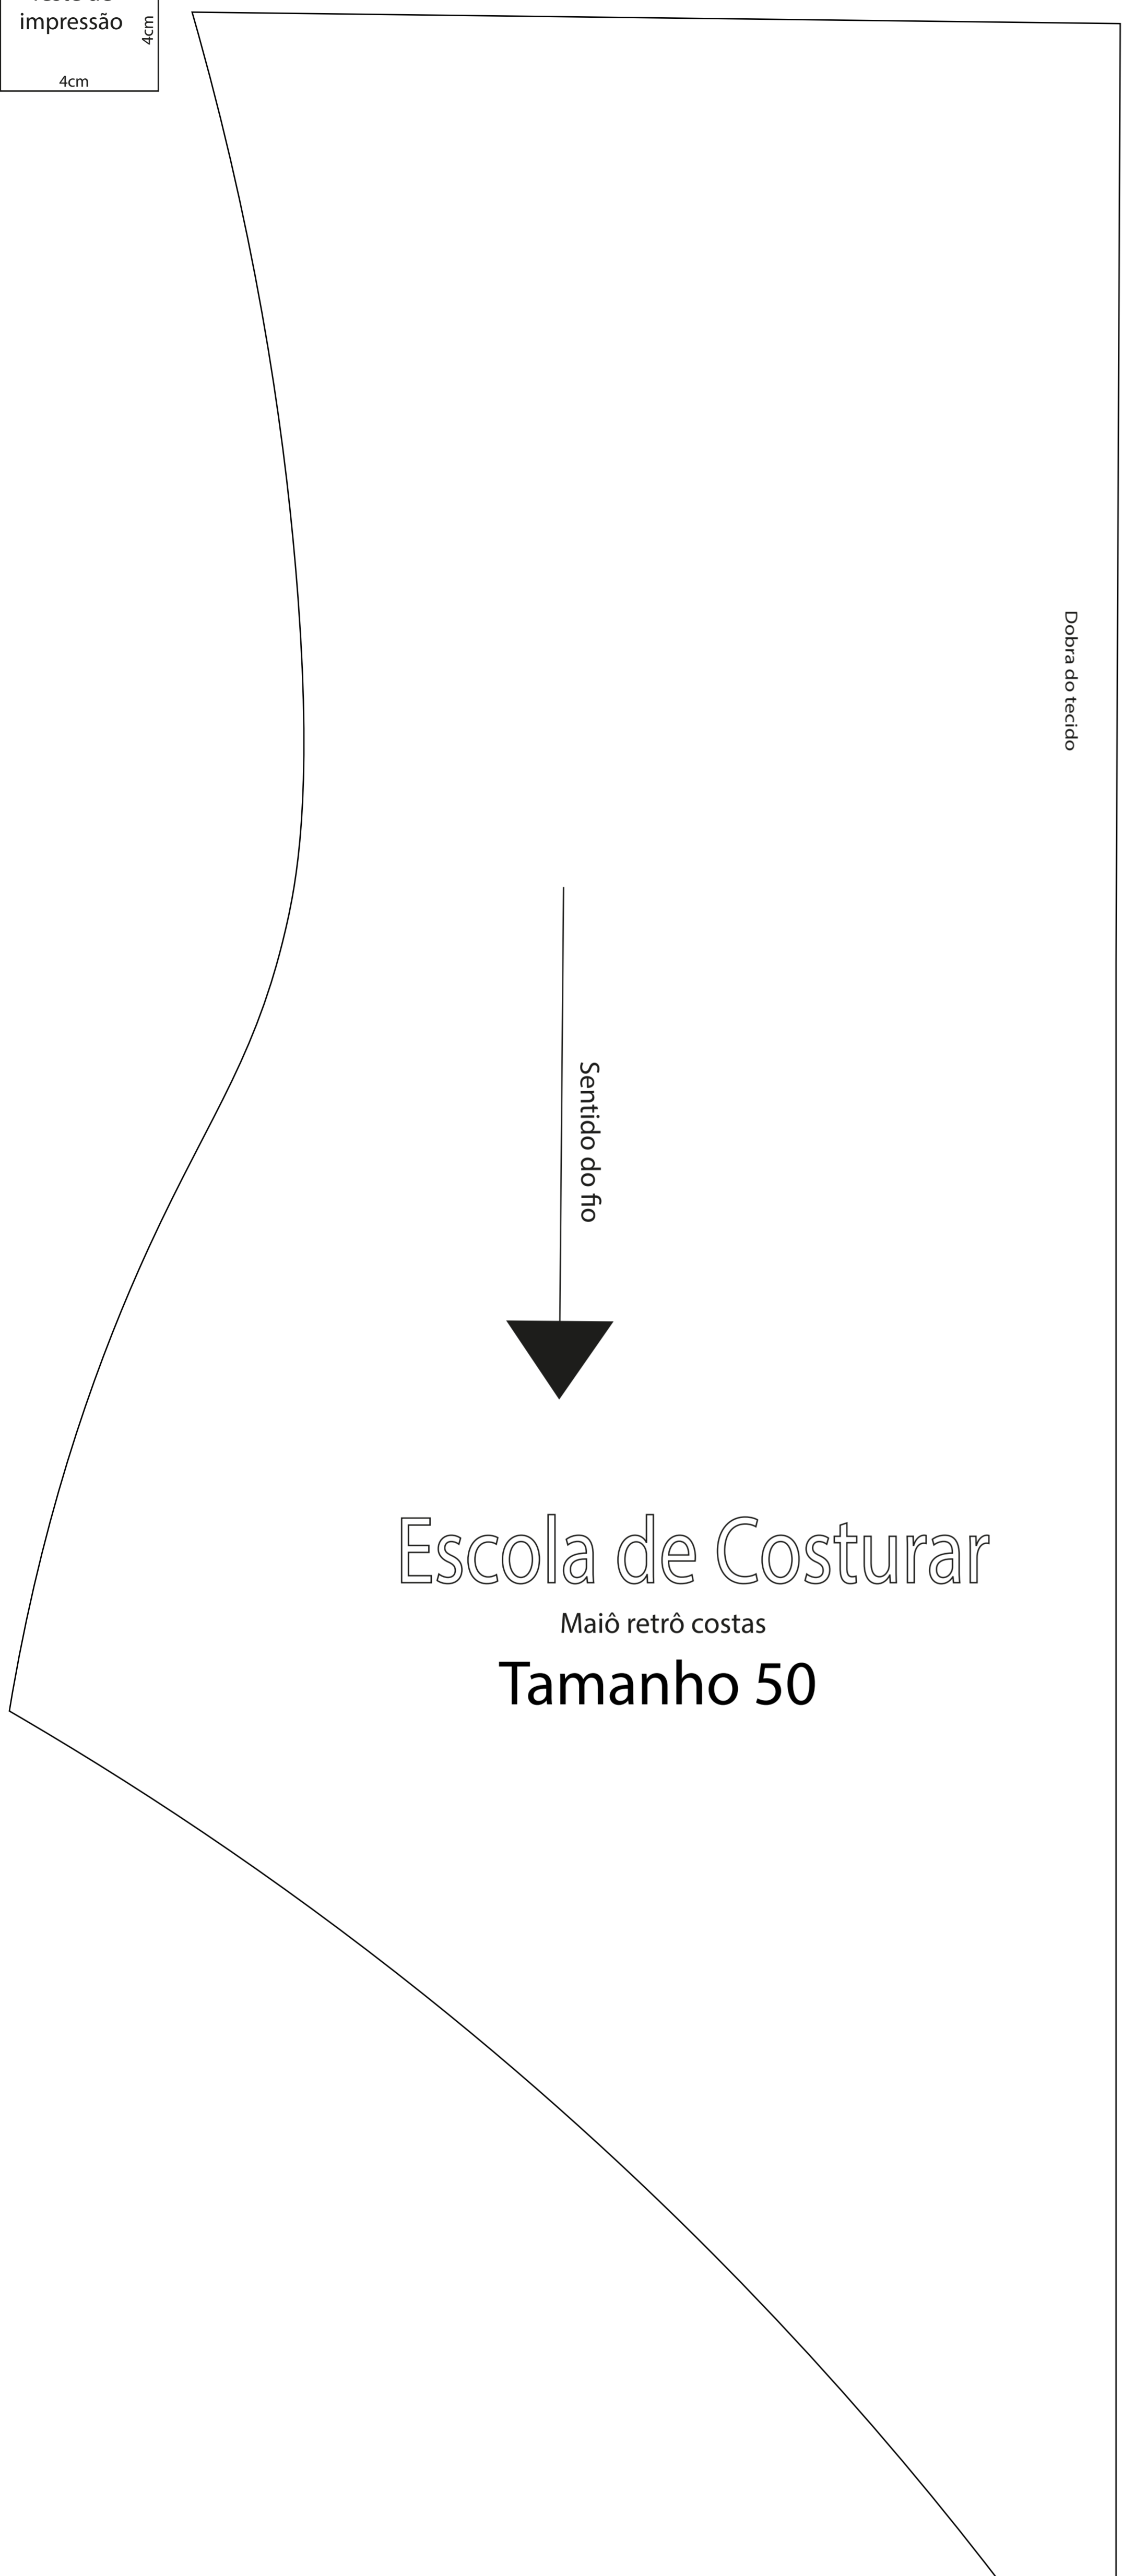 impressão
4cm
4cm
Dobra do tecido
Sentido do fio
Escola de Costurar
Maiô retrô costas
Tamanho 50